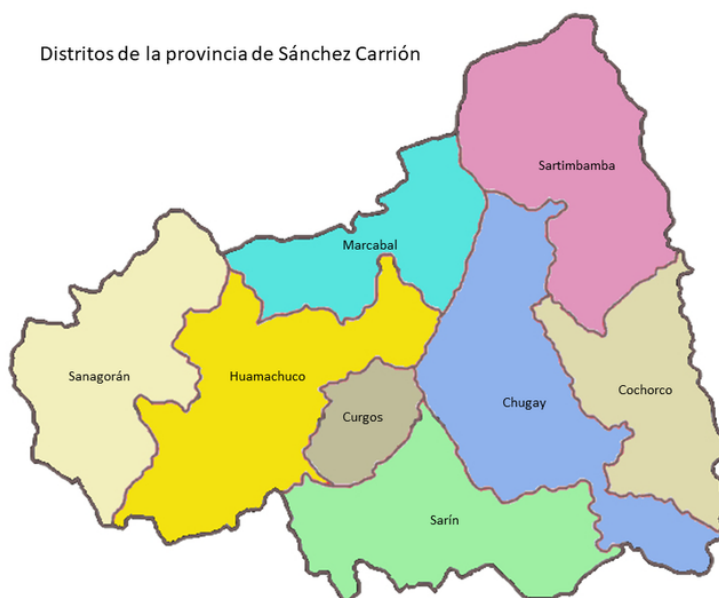 Distritos de la provincia de Sánchez Carrión
Sartimbamba
Marcabal
Sanagorán
Huamachuco
Cochorco
Chugay
Curgos
Sarín